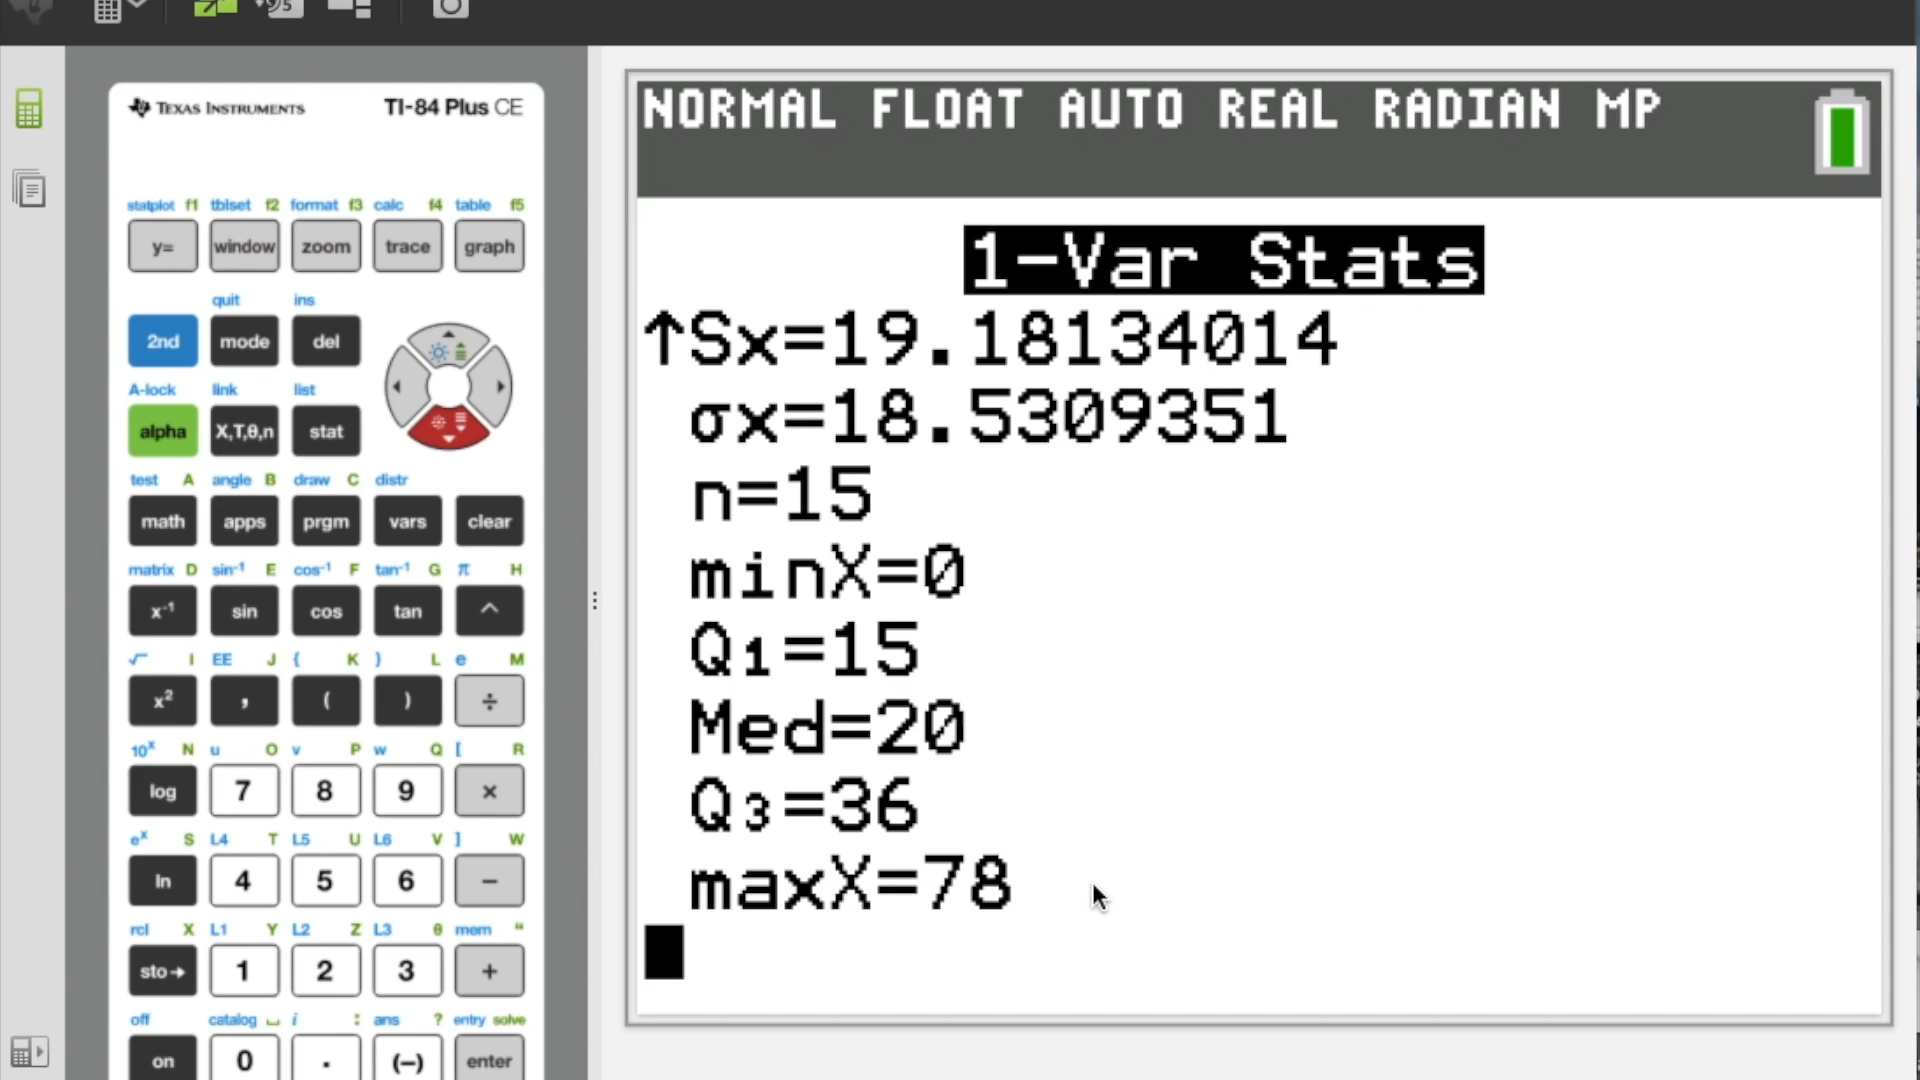 TEXAS INSTRUMENTS TI-84 Plus CE
statplot f1 tblset f2 format f3 calc f4 table f5
y= window zoom trace graph
quit ins
2nd mode del
A-lock link list
alpha X,T,θ,n stat
test A angle B draw C distr
math apps prgm vars clear
matrix D sin⁻¹ E cos⁻¹ F tan⁻¹ G π H
x⁻¹ sin cos tan ^
√ I EE J { K } L e M
x² , ( ) ÷
10ˣ N u O v P w Q [ R
log 7 8 9 ×
eˣ S L4 T L5 U L6 V ] W
ln 4 5 6 −
rcl X L1 Y L2 Z L3 θ mem "
sto→ 1 2 3 +
off catalog ⎵ i : ans ? entry solve
on 0 . (−) enter
NORMAL FLOAT AUTO REAL RADIAN MP
1-Var Stats
↑Sx=19.18134014
σx=18.5309351
n=15
minX=0
Q₁=15
Med=20
Q₃=36
maxX=78